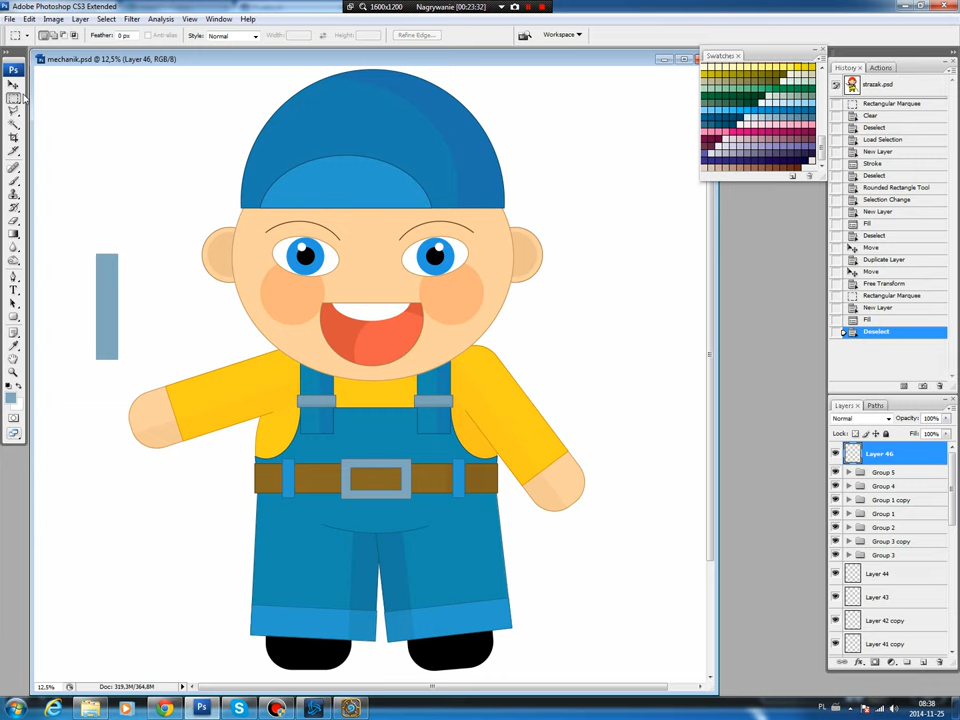 Adobe Photoshop CS3 Extended
1600x1200 Nagrywanie [00:23:32]
File Edit Image Layer Select Filter Analysis View Window Help
Feather: 0 px Anti-alias Style: Normal Width: Height: Refine Edge... Workspace
Ps
mechanik.psd @ 12,5% (Layer 46, RGB/8)
Swatches
History Actions
strazak.psd
Rectangular Marquee
Clear
Deselect
Load Selection
New Layer
Stroke
Deselect
Rounded Rectangle Tool
Selection Change
New Layer
Fill
Deselect
Move
Duplicate Layer
Move
Free Transform
Rectangular Marquee
New Layer
Fill
Deselect
Layers Paths
Normal Opacity: 100%
Lock: Fill: 100%
Layer 46
Group 5
Group 4
Group 1 copy
Group 1
Group 2
Group 3 copy
Group 3
Layer 44
Layer 43
Layer 42 copy
Layer 41 copy
12.5% Doc: 319,3M/364,8M
PL 08:38
2014-11-25